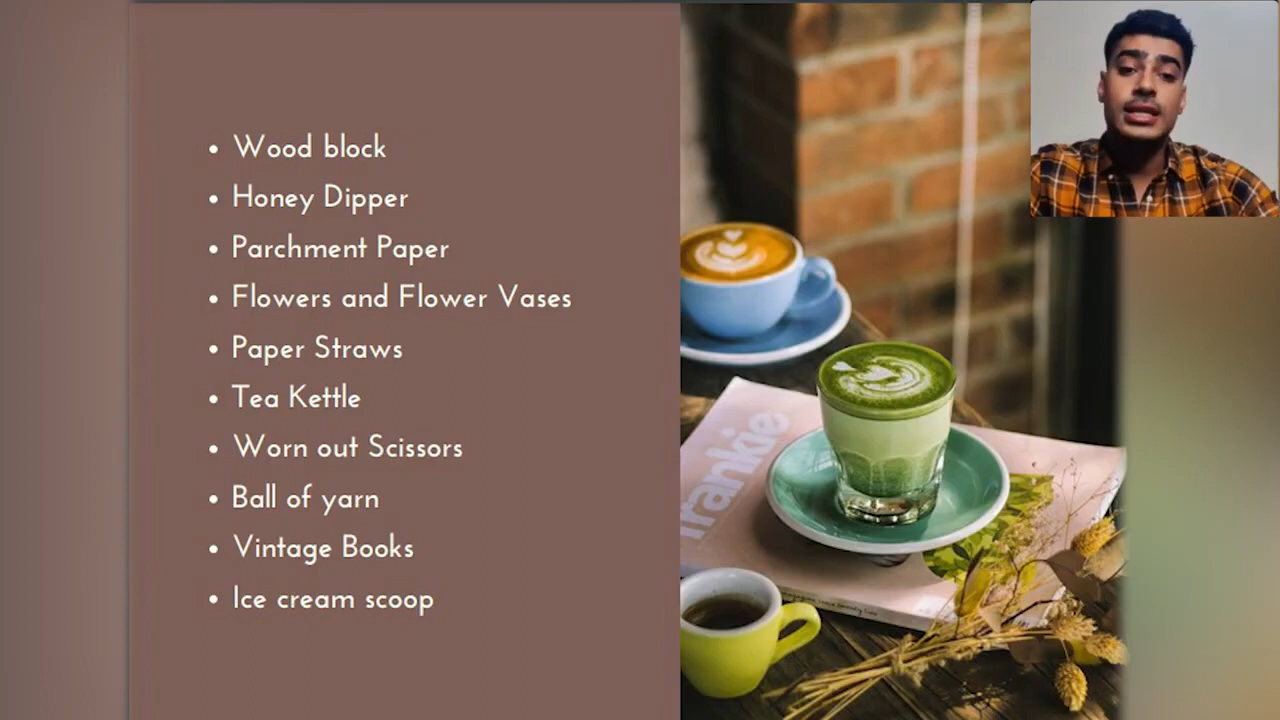 Wood block
Honey Dipper
Parchment Paper
Flowers and Flower Vases
Paper Straws
Tea Kettle
Worn out Scissors
Ball of yarn
Vintage Books
Ice cream scoop
frankie